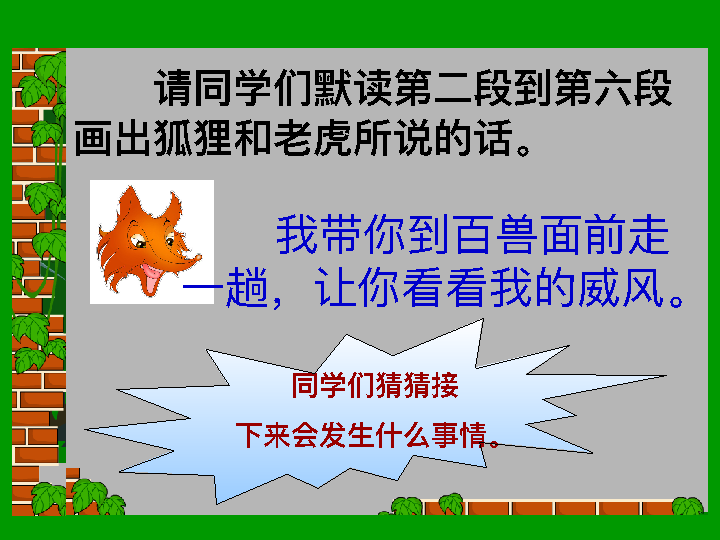 请同学们默读第二段到第六段
画出狐狸和老虎所说的话。
我带你到百兽面前走
一趟，让你看看我的威风。
同学们猜猜接
下来会发生什么事情。